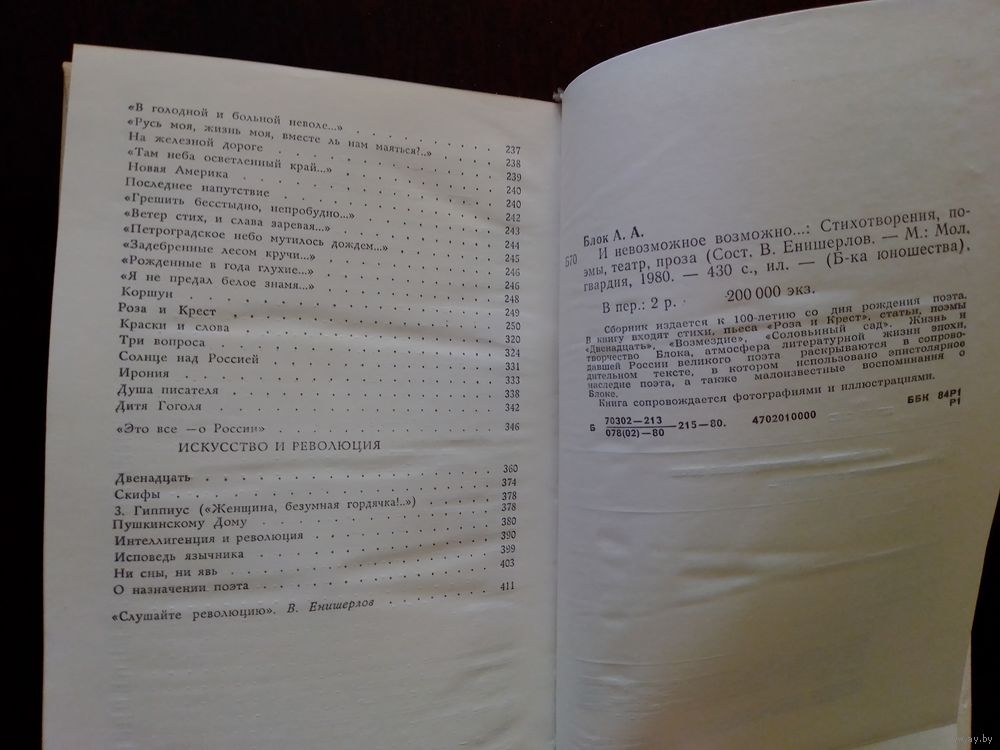 «В голодной и больной неволе...» 237
«Русь моя, жизнь моя, вместе ль нам маяться?..» 238
На железной дороге 239
«Там неба осветленный край...» 240
Новая Америка 240
Последнее напутствие 242
«Грешить бесстыдно, непробудно...» 243
«Ветер стих, и слава заревая...» 244
«Петроградское небо мутилось дождем...» 245
«Задебренные лесом кручи...» 246
«Рожденные в года глухие...» 246
«Я не предал белое знамя...» 248
Коршун 249
Роза и Крест 250
Краски и слова 320
Три вопроса 324
Солнце над Россией 331
Ирония 333
Душа писателя 338
Дитя Гоголя 342
«Это все — о России» 346
ИСКУССТВО И РЕВОЛЮЦИЯ
Двенадцать 360
Скифы 374
З. Гиппиус («Женщина, безумная гордячка!..») 378
Пушкинскому Дому 378
Интеллигенция и революция 380
Исповедь язычника 390
Ни сны, ни явь 399
О назначении поэта 403
«Слушайте революцию». В. Енишерлов 411
Блок А. А.
Б70 И невозможное возможно...: Стихотворения, по-
эмы, театр, проза (Сост. В. Енишерлов. — М.: Мол.
гвардия, 1980. — 430 с., ил. — (Б-ка юношества).
В пер.: 2 р. 200 000 экз.
Сборник издается к 100-летию со дня рождения поэта.
В книгу входят стихи, пьеса «Роза и Крест», статьи, поэмы
«Двенадцать», «Возмездие», «Соловьиный сад». Жизнь и
творчество Блока, атмосфера литературной жизни эпохи,
давшей России великого поэта раскрываются в сопрово-
дительном тексте, в котором использовано эпистолярное
наследие поэта, а также малоизвестные воспоминания о
Блоке.
Книга сопровождается фотографиями и иллюстрациями.
Б 70302—213
078(02)—80 —215—80. 4702010000 ББК 84Р1
Р1